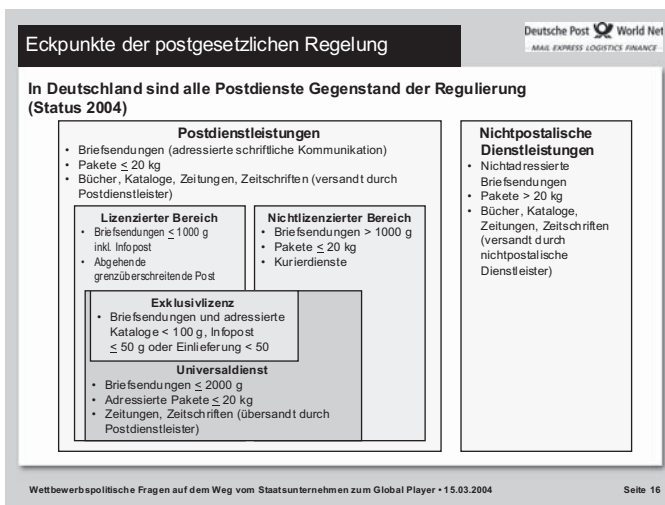 Eckpunkte der postgesetzlichen Regelung
Deutsche Post World Net
MAIL EXPRESS LOGISTICS FINANCE
In Deutschland sind alle Postdienste Gegenstand der Regulierung
(Status 2004)
Postdienstleistungen
• Briefsendungen (adressierte schriftliche Kommunikation)
• Pakete ≤ 20 kg
• Bücher, Kataloge, Zeitungen, Zeitschriften (versandt durch
Postdienstleister)
Lizenzierter Bereich
• Briefsendungen ≤ 1000 g
inkl. Infopost
• Abgehende
grenzüberschreitende Post
Nichtlizenzierter Bereich
• Briefsendungen > 1000 g
• Pakete ≤ 20 kg
• Kurierdienste
Exklusivlizenz
• Briefsendungen und adressierte
Kataloge < 100 g, Infopost
≤ 50 g oder Einlieferung < 50
Universaldienst
• Briefsendungen ≤ 2000 g
• Adressierte Pakete ≤ 20 kg
• Zeitungen, Zeitschriften (übersandt durch
Postdienstleister)
Nichtpostalische
Dienstleistungen
• Nichtadressierte
Briefsendungen
• Pakete > 20 kg
• Bücher, Kataloge,
Zeitungen, Zeitschriften
(versandt durch
nichtpostalische
Dienstleister)
Wettbewerbspolitische Fragen auf dem Weg vom Staatsunternehmen zum Global Player • 15.03.2004
Seite 16